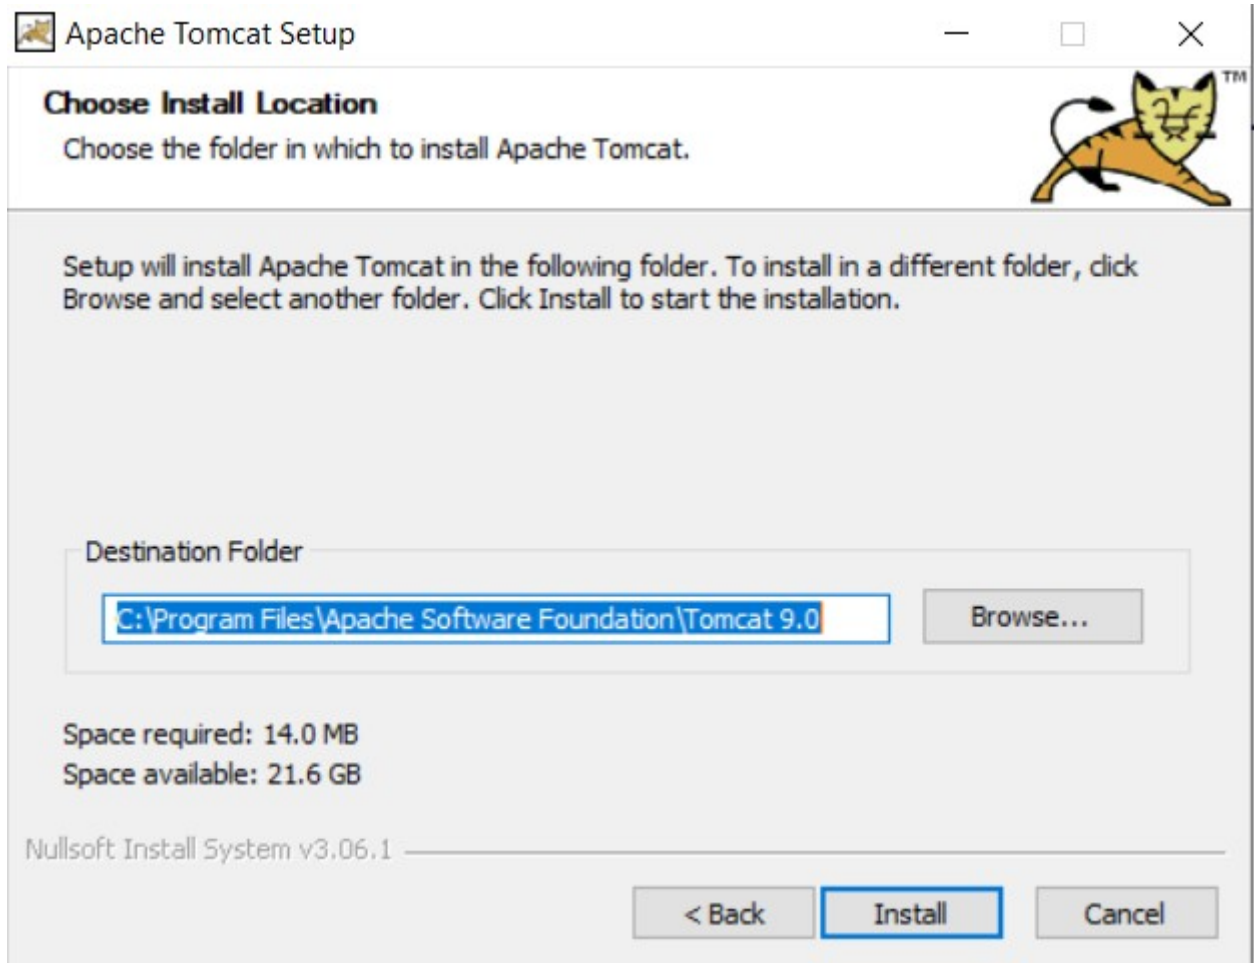 Apache Tomcat Setup
Choose Install Location
Choose the folder in which to install Apache Tomcat.
TM
Setup will install Apache Tomcat in the following folder. To install in a different folder, click
Browse and select another folder. Click Install to start the installation.
Destination Folder
C:\Program Files\Apache Software Foundation\Tomcat 9.0
Browse...
Space required: 14.0 MB
Space available: 21.6 GB
Nullsoft Install System v3.06.1
< Back
Install
Cancel